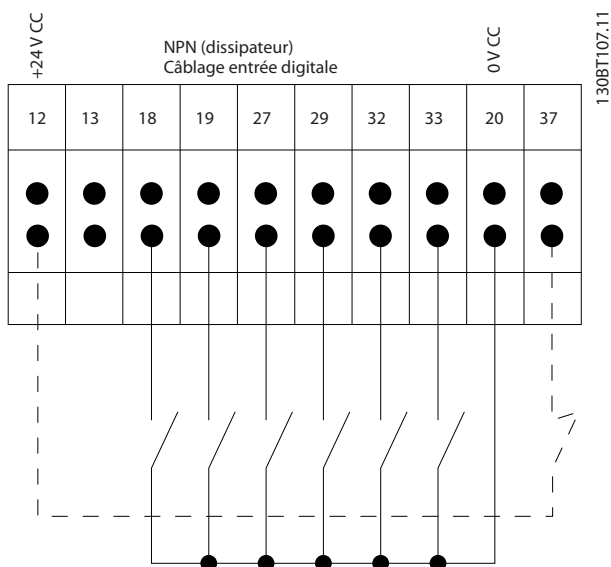 +24 V CC
NPN (dissipateur)
Câblage entrée digitale
0 V CC
130BT107.11
12 13 18 19 27 29 32 33 20 37